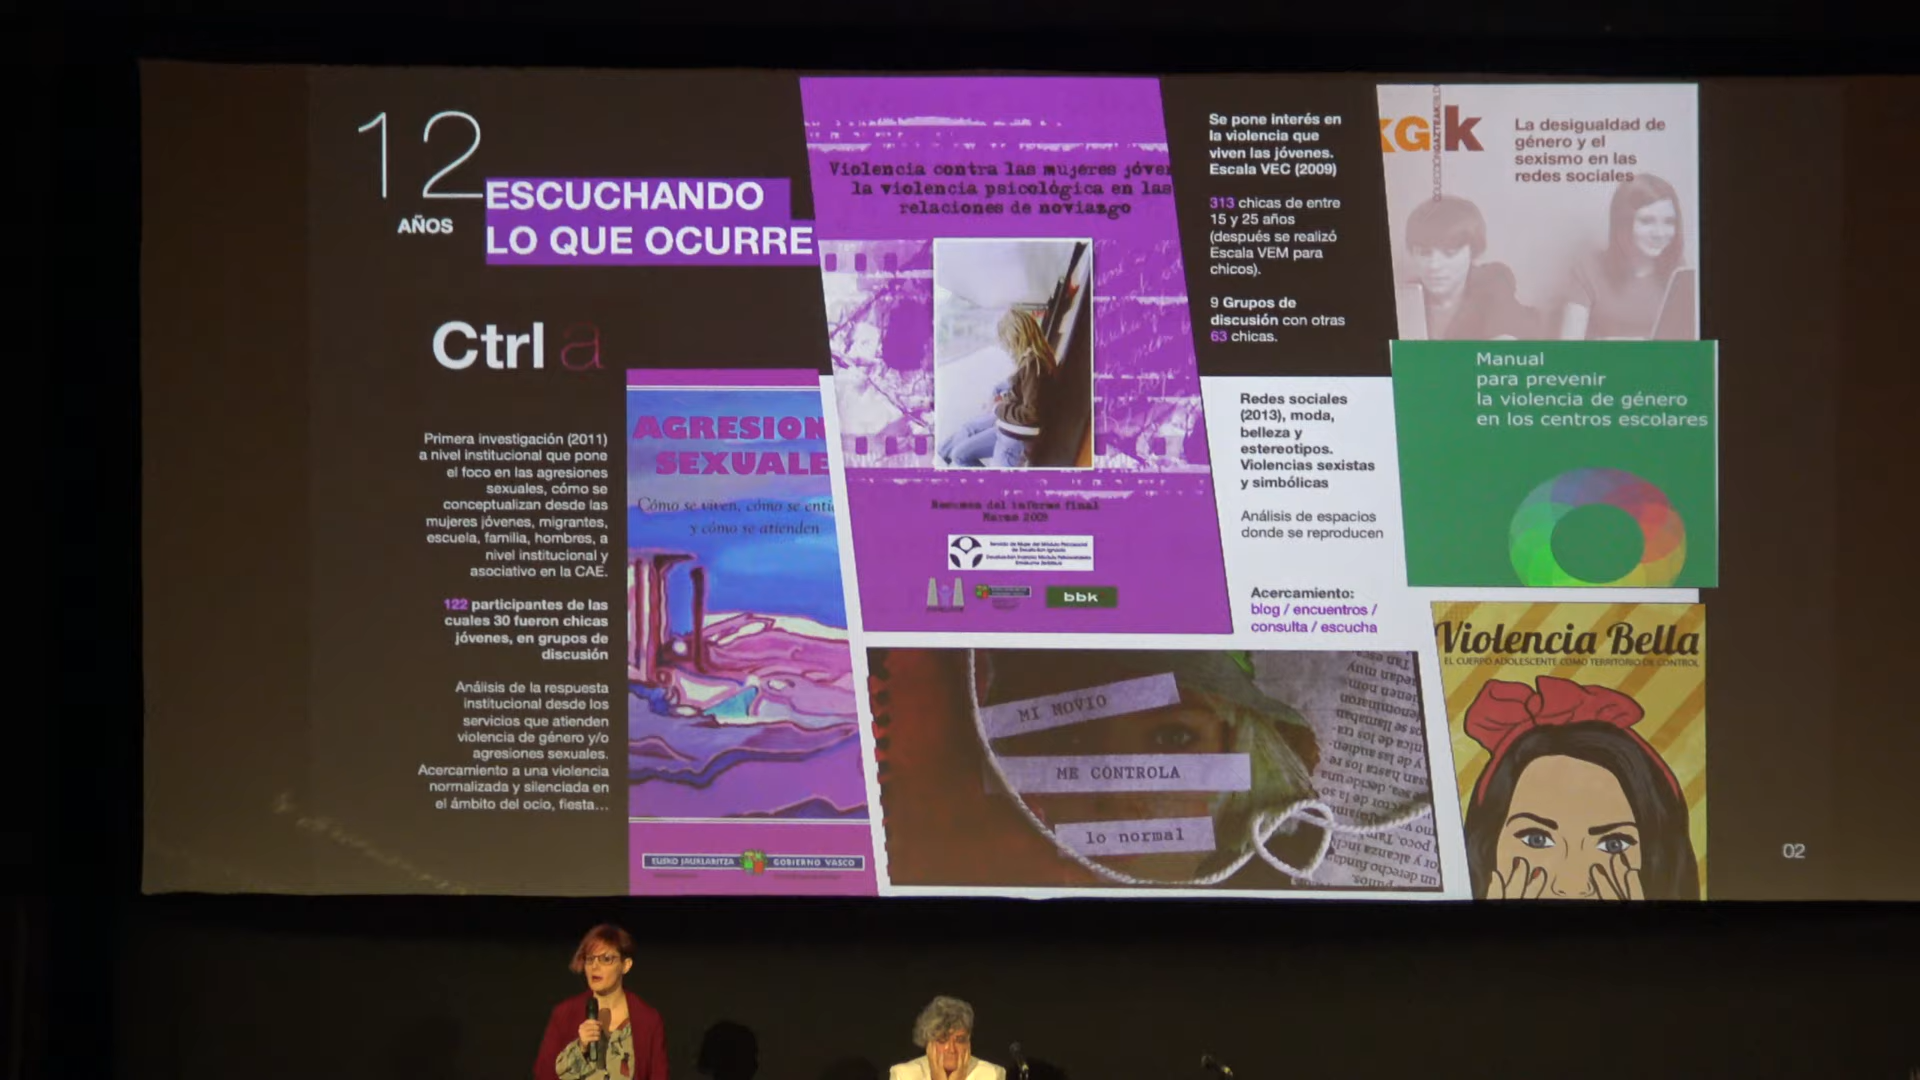 12
AÑOS
ESCUCHANDO
LO QUE OCURRE
Ctrl a
Primera investigación (2011)
a nivel institucional que pone
el foco en las agresiones
sexuales, cómo se
conceptualizan desde las
mujeres jóvenes, migrantes,
escuela, familia, hombres, a
nivel institucional y
asociativo en la CAE.
122 participantes de las
cuales 30 fueron chicas
jóvenes, en grupos de
discusión
Análisis de la respuesta
institucional desde los
servicios que atienden
violencia de género y/o
agresiones sexuales.
Acercamiento a una violencia
normalizada y silenciada en
el ámbito del ocio, fiesta...
AGRESION
SEXUALE
Cómo se viven, cómo se enti
y cómo se atienden
EUSKO JAURLARITZA
GOBIERNO VASCO
Violencia contra las mujeres jóve
la violencia psicológica en las
relaciones de noviazgo
Resumen del informe final
Marzo 2009
bbk
Se pone interés en
la violencia que
viven las jóvenes.
Escala VEC (2009)
313 chicas de entre
15 y 25 años
(después se realizó
Escala VEM para
chicos).
9 Grupos de
discusión con otras
63 chicas.
Redes sociales
(2013), moda,
belleza y
estereotipos.
Violencias sexistas
y simbólicas
Análisis de espacios
donde se reproducen
Acercamiento:
blog / encuentros /
consulta / escucha
MI NOVIO
ME CONTROLA
lo normal
KGK
La desigualdad de
género y el
sexismo en las
redes sociales
Manual
para prevenir
la violencia de género
en los centros escolares
Violencia Bella
EL CUERPO ADOLESCENTE COMO TERRITORIO DE CONTROL
02